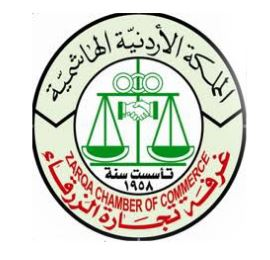 المملكة الأردنية الهاشمية
تأسست سنة
١٩٥٨
ZARQA CHAMBER OF COMMERCE
غرفة تجارة الزرقاء